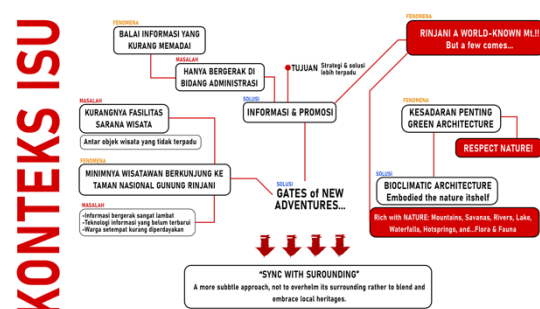 KONTEKS ISU
FENOMENA
BALAI INFORMASI YANG
KURANG MEMADAI
MASALAH
HANYA BERGERAK DI
BIDANG ADMINISTRASI
TUJUAN
Strategi & solusi
lebih terpadu
SOLUSI
INFORMASI & PROMOSI
FENOMENA
RINJANI A WORLD-KNOWN Mt.!!
But a few comes...
MASALAH
KURANGNYA FASILITAS
SARANA WISATA
Antar objek wisata yang tidak terpadu
FENOMENA
MINIMNYA WISATAWAN BERKUNJUNG KE
TAMAN NASIONAL GUNUNG RINJANI
MASALAH
-Informasi bergerak sangat lambat
-Teknologi informasi yang belum terbarui
-Warga setempat kurang diperdayakan
SOLUSI
GATES of NEW
ADVENTURES...
FENOMENA
KESADARAN PENTING
GREEN ARCHITECTURE
RESPECT NATURE!
SOLUSI
BIOCLIMATIC ARCHITECTURE
Embodied the nature itshelf
Rich with NATURE: Mountains, Savanas, Rivers, Lake,
Waterfalls, Hotsprings, and...Flora & Fauna
"SYNC WITH SUROUNDING"
A more subbtle approach, not to overhelm its surrounding rather to blend and
embrace local heritages.